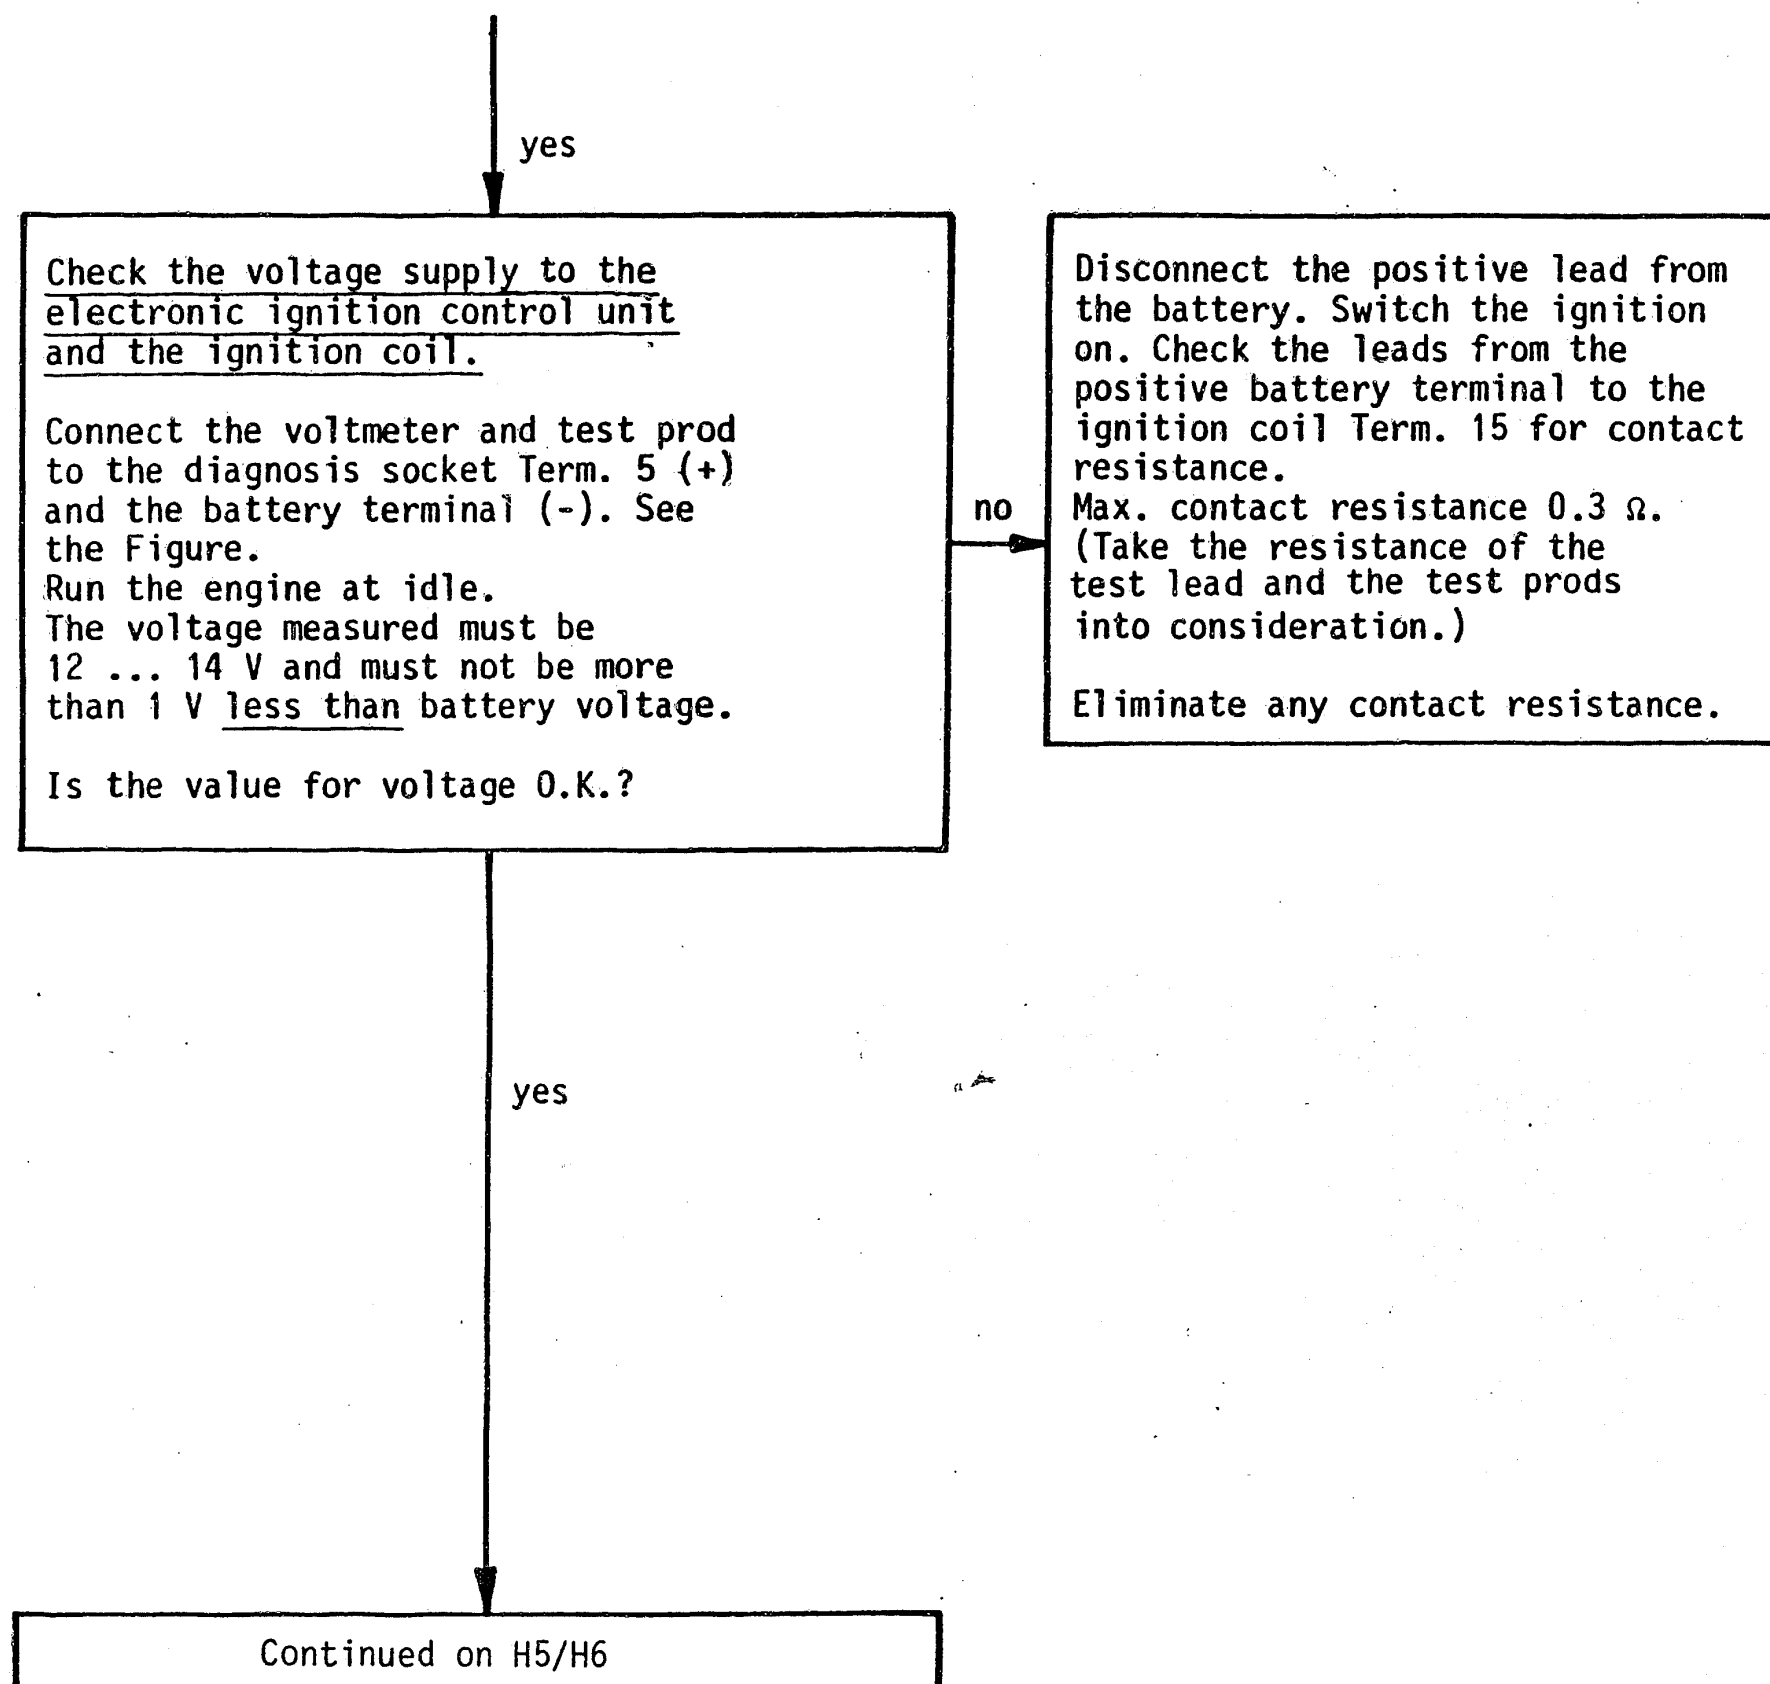 yes
Check the voltage supply to the
electronic ignition control unit
and the ignition coil.
Connect the voltmeter and test prod
to the diagnosis socket Term. 5 (+)
and the battery terminal (-). See
the Figure.
Run the engine at idle.
The voltage measured must be
12 ... 14 V and must not be more
than 1 V less than battery voltage.
Is the value for voltage O.K.?
no
Disconnect the positive lead from
the battery. Switch the ignition
on. Check the leads from the
positive battery terminal to the
ignition coil Term. 15 for contact
resistance.
Max. contact resistance 0.3 Ω.
(Take the resistance of the
test lead and the test prods
into consideration.)
Eliminate any contact resistance.
yes
Continued on H5/H6